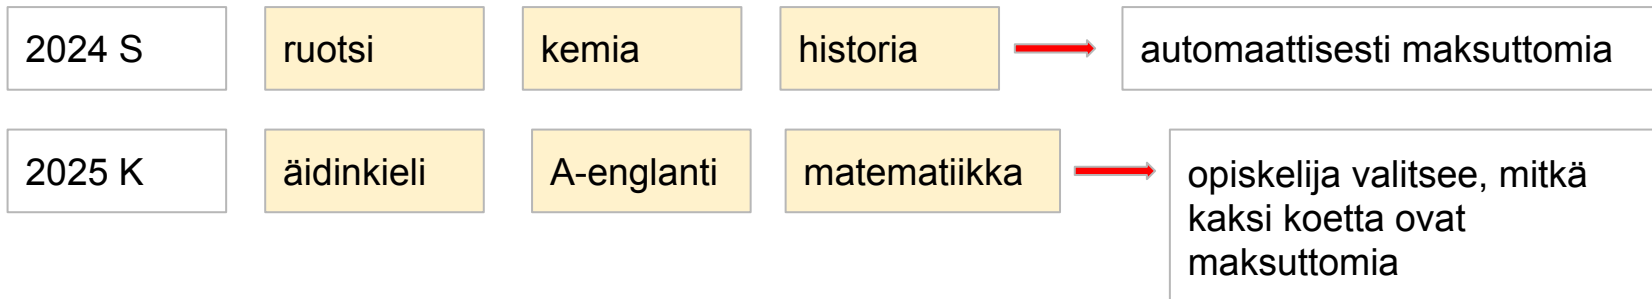 2024 S ruotsi kemia historia automaattisesti maksuttomia
2025 K äidinkieli A-englanti matematiikka opiskelija valitsee, mitkä
kaksi koetta ovat
maksuttomia